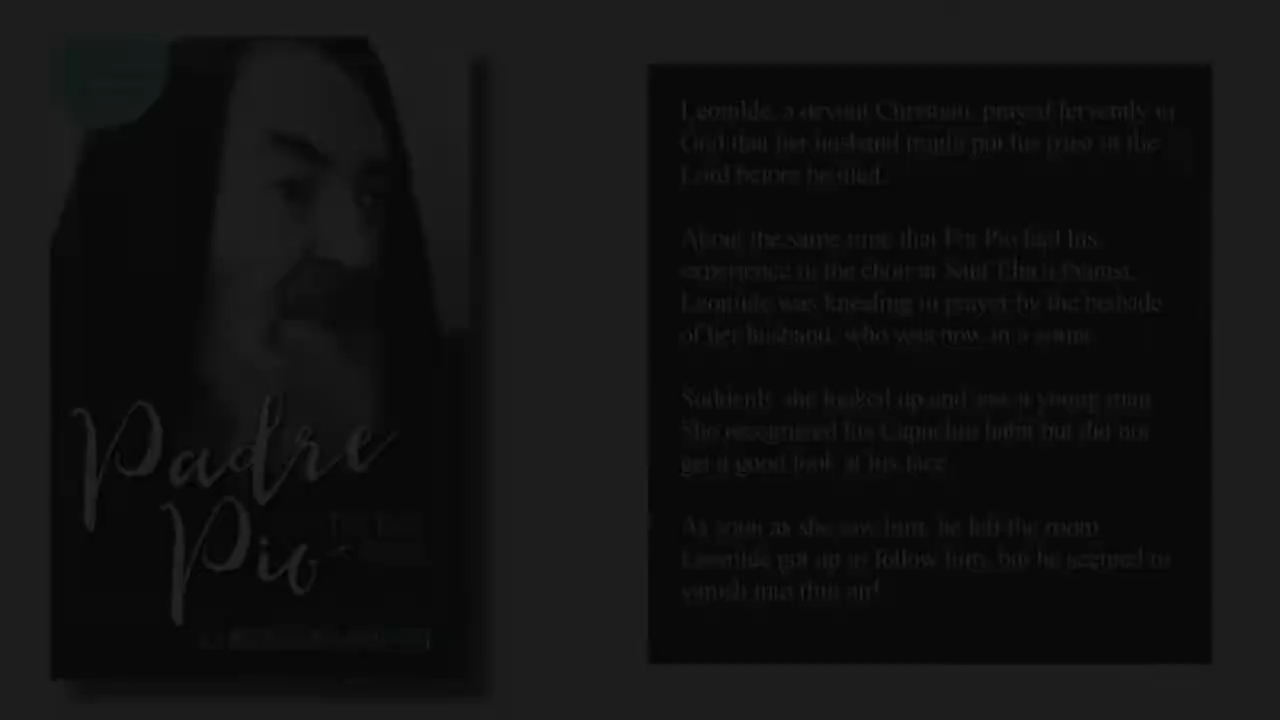 Padre
Pio
Leonilde, a devout Christian, prayed fervently to
God that her husband might put his trust in the
Lord before he died.
About the same time that Fra Pio had his
experience in the choir at Sant'Elia a Pianisi,
Leonilde was kneeling in prayer by the bedside
of her husband, who was now in a coma.
Suddenly, she looked up and saw a young man.
She recognized his Capuchin habit but did not
get a good look at his face.
As soon as she saw him, he left the room.
Leonilde got up to follow him, but he seemed to
vanish into thin air!